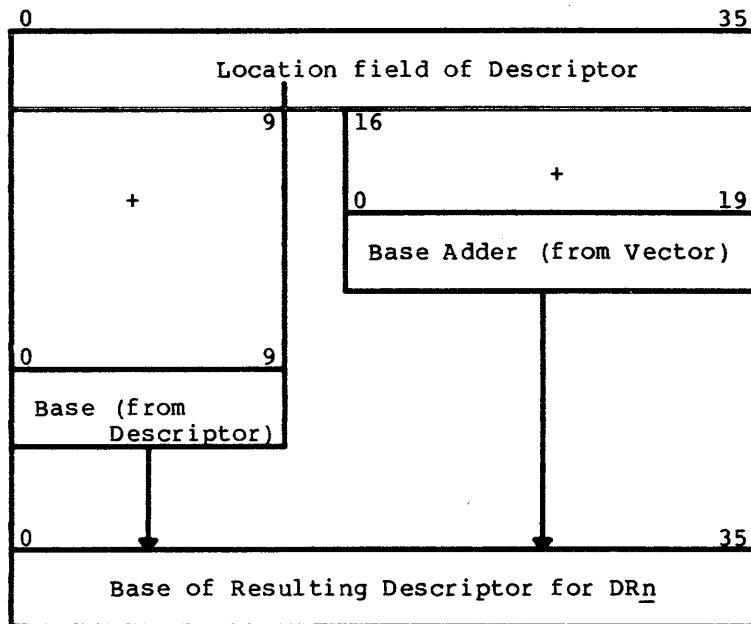 0 35
Location field of Descriptor
9 16
+ +
0 19
Base Adder (from Vector)
0 9
Base (from
Descriptor)
0 35
Base of Resulting Descriptor for DRn